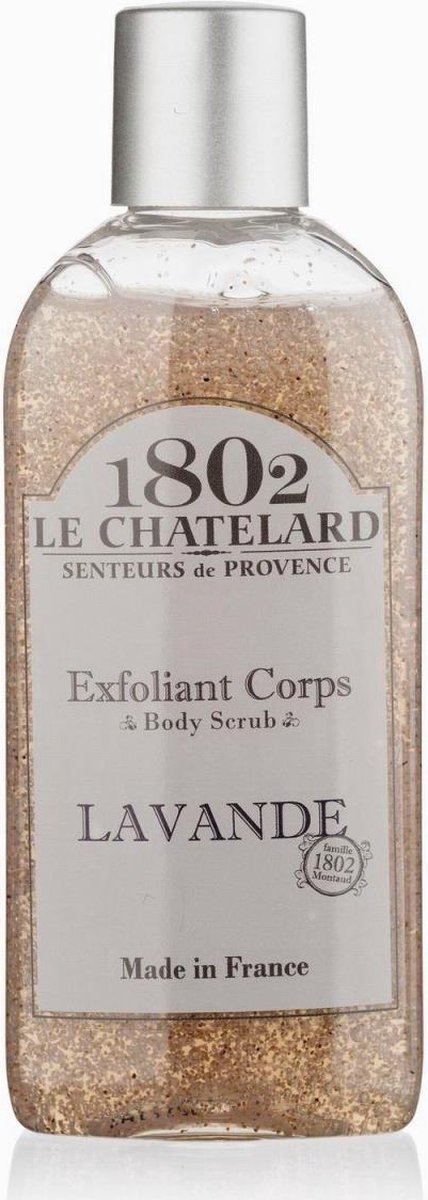 1802
LE CHATELARD
SENTEURS de PROVENCE
Exfoliant Corps
Body Scrub
LAVANDE
famille
1802
Montaud
Made in France